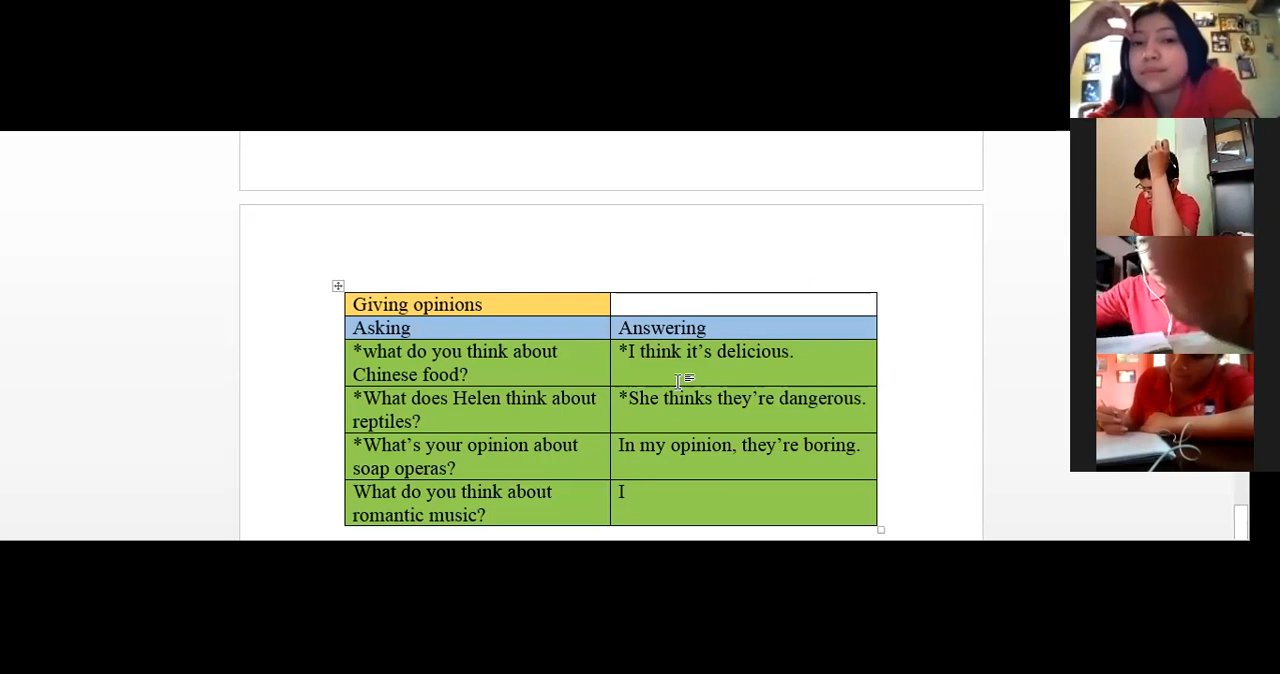 Giving opinions
Asking
Answering
*what do you think about
Chinese food?
*I think it's delicious.
*What does Helen think about
reptiles?
*She thinks they're dangerous.
*What's your opinion about
soap operas?
In my opinion, they're boring.
What do you think about
romantic music?
I